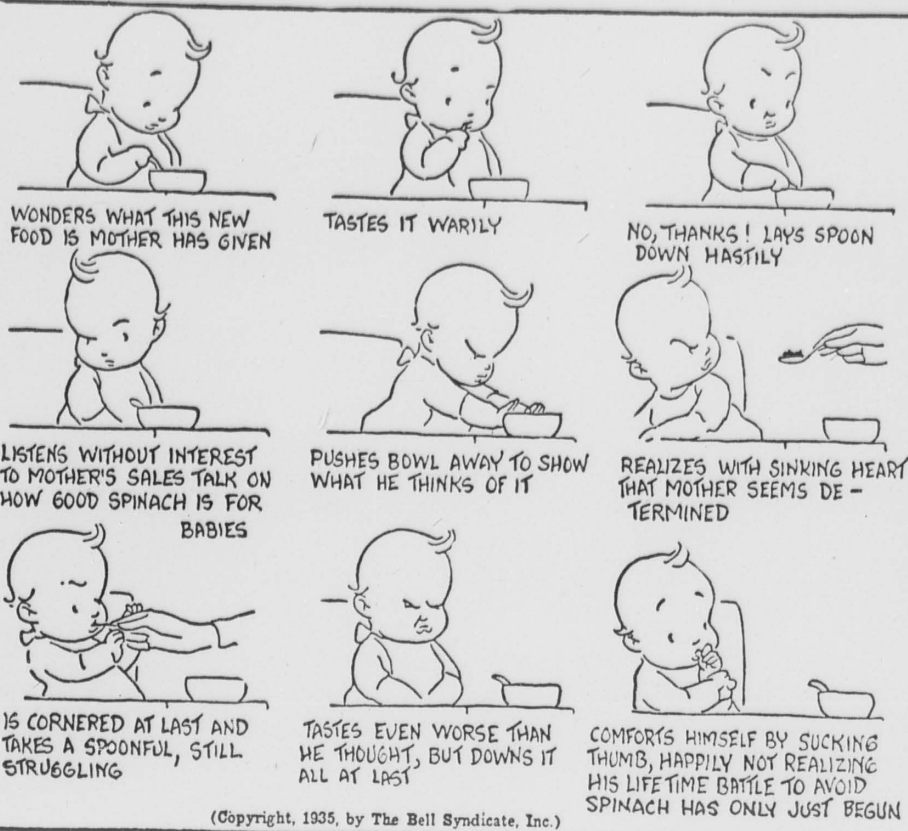 WONDERS WHAT THIS NEW
FOOD IS MOTHER HAS GIVEN
TASTES IT WARILY
NO, THANKS! LAYS SPOON
DOWN HASTILY
LISTENS WITHOUT INTEREST
TO MOTHER'S SALES TALK ON
HOW GOOD SPINACH IS FOR
BABIES
PUSHES BOWL AWAY TO SHOW
WHAT HE THINKS OF IT
REALIZES WITH SINKING HEART
THAT MOTHER SEEMS DE-
TERMINED
IS CORNERED AT LAST AND
TAKES A SPOONFUL, STILL
STRUGGLING
TASTES EVEN WORSE THAN
HE THOUGHT, BUT DOWNS IT
ALL AT LAST
COMFORTS HIMSELF BY SUCKING
THUMB, HAPPILY NOT REALIZING
HIS LIFETIME BATTLE TO AVOID
SPINACH HAS ONLY JUST BEGUN
(Copyright, 1935, by The Bell Syndicate, Inc.)